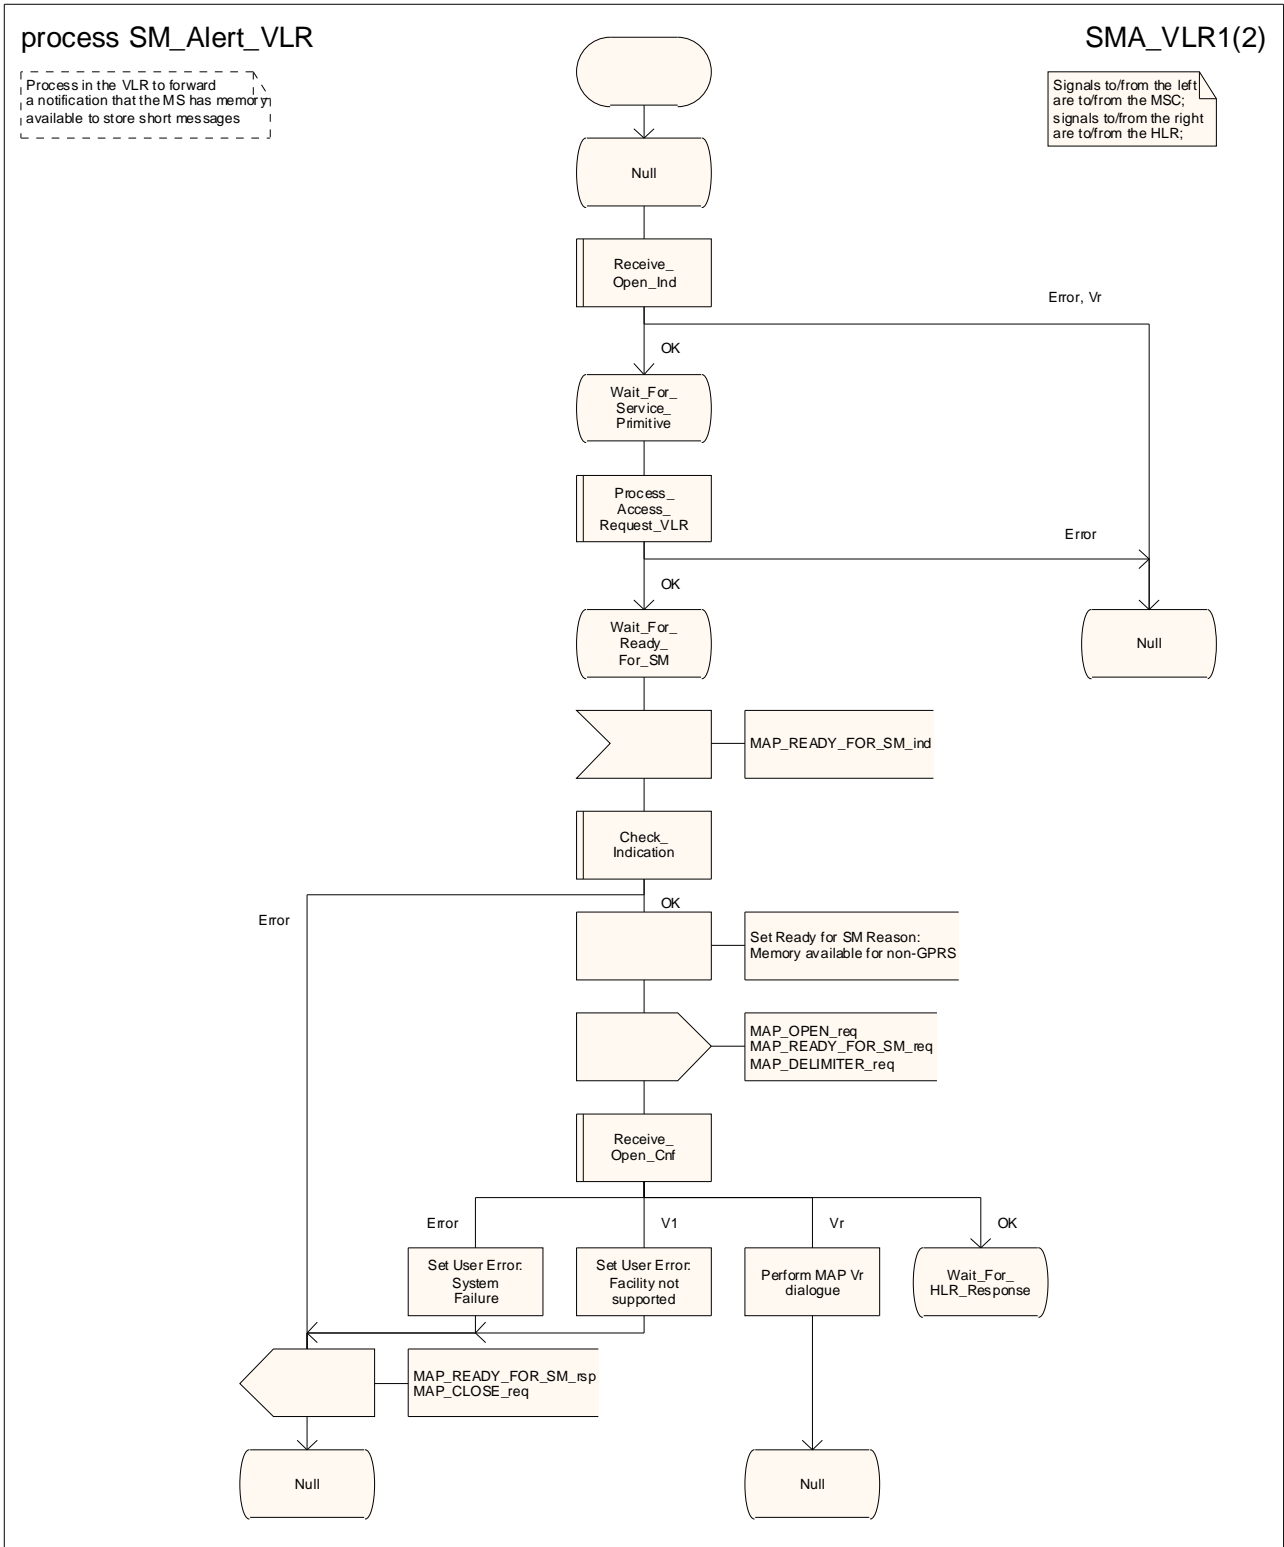 process SM_Alert_VLR
SMA_VLR1(2)
Process in the VLR to forward
a notification that the MS has memory
available to store short messages
Signals to/from the left
are to/from the MSC;
signals to/from the right
are to/from the HLR;
Null
Receive_
Open_Ind
Error, Vr
OK
Wait_For_
Service_
Primitive
Process_
Access_
Request_VLR
Error
OK
Wait_For_
Ready_
For_SM
Null
MAP_READY_FOR_SM_ind
Check_
Indication
Error
OK
Set Ready for SM Reason:
Memory available for non-GPRS
MAP_OPEN_req
MAP_READY_FOR_SM_req
MAP_DELIMITER_req
Receive_
Open_Cnf
Error
V1
Vr
OK
Set User Error:
System
Failure
Set User Error:
Facility not
supported
Perform MAP Vr
dialogue
Wait_For_
HLR_Response
MAP_READY_FOR_SM_rsp
MAP_CLOSE_req
Null
Null